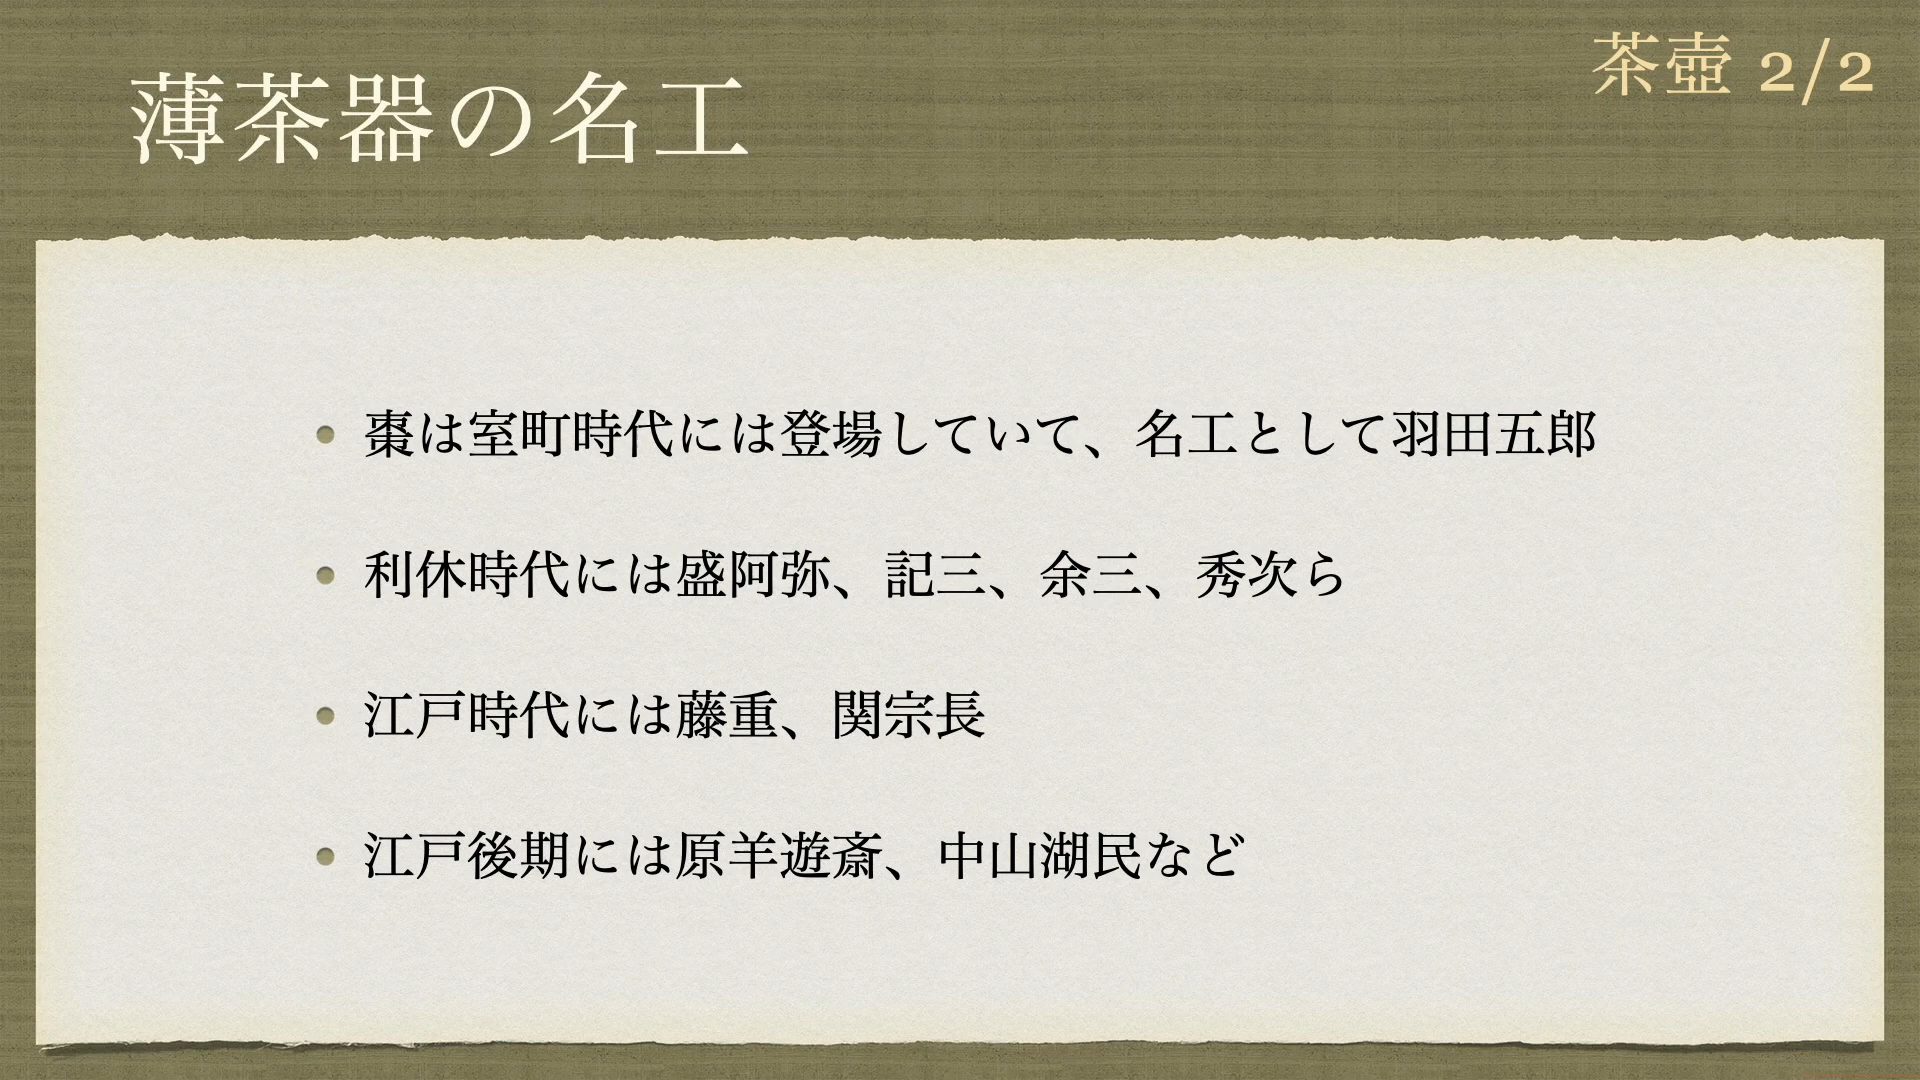 茶壺 2/2
薄茶器の名工
棗は室町時代には登場していて、名工として羽田五郎
利休時代には盛阿弥、記三、余三、秀次ら
江戸時代には藤重、関宗長
江戸後期には原羊遊斎、中山湖民など